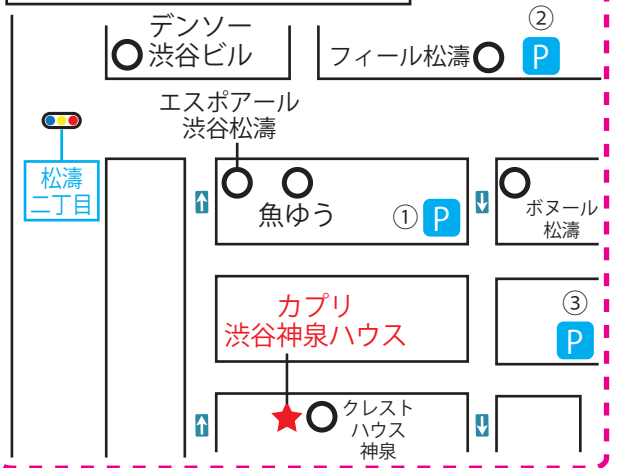 ②
デンソー
渋谷ビル
フィール松濤
P
エスポアール
渋谷松濤
松濤
二丁目
魚ゆう
①
P
ボヌール
松濤
カプリ
渋谷神泉ハウス
③
P
クレスト
ハウス
神泉